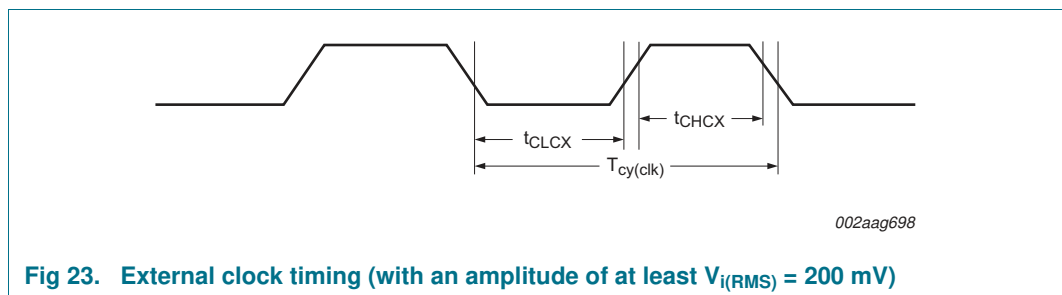 tCLCX
tCHCX
Tcy(clk)
002aag698
Fig 23. External clock timing (with an amplitude of at least Vi(RMS) = 200 mV)